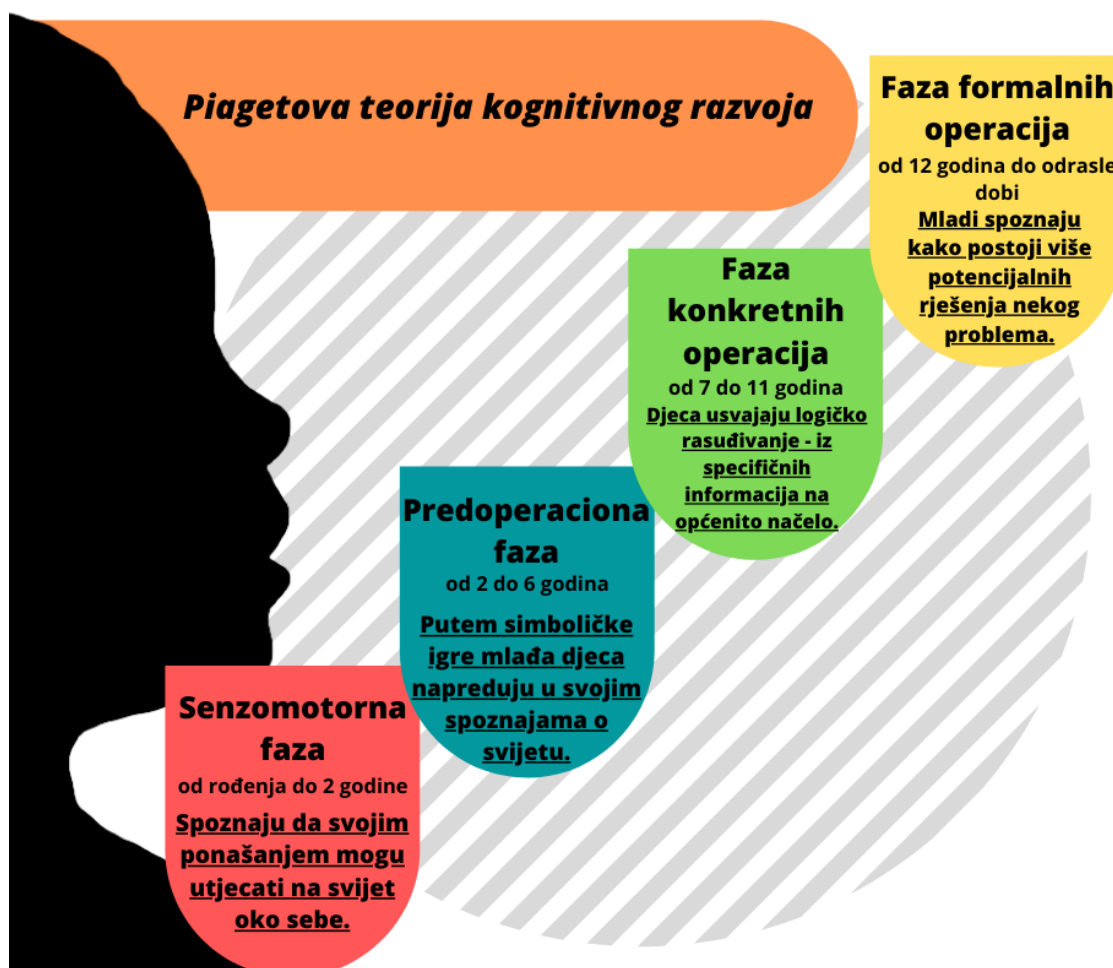 Piagetova teorija kognitivnog razvoja
Faza formalnih
operacija
od 12 godina do odrasle
dobi
Mladi spoznaju
kako postoji više
potencijalnih
rješenja nekog
problema.
Faza
konkretnih
operacija
od 7 do 11 godina
Djeca usvajaju logičko
rasuđivanje - iz
specifičnih
informacija na
općenito načelo.
Predoperaciona
faza
od 2 do 6 godina
Putem simboličke
igre mlađa djeca
napreduju u svojim
spoznajama o
svijetu.
Senzomotorna
faza
od rođenja do 2 godine
Spoznaju da svojim
ponašanjem mogu
utjecati na svijet
oko sebe.